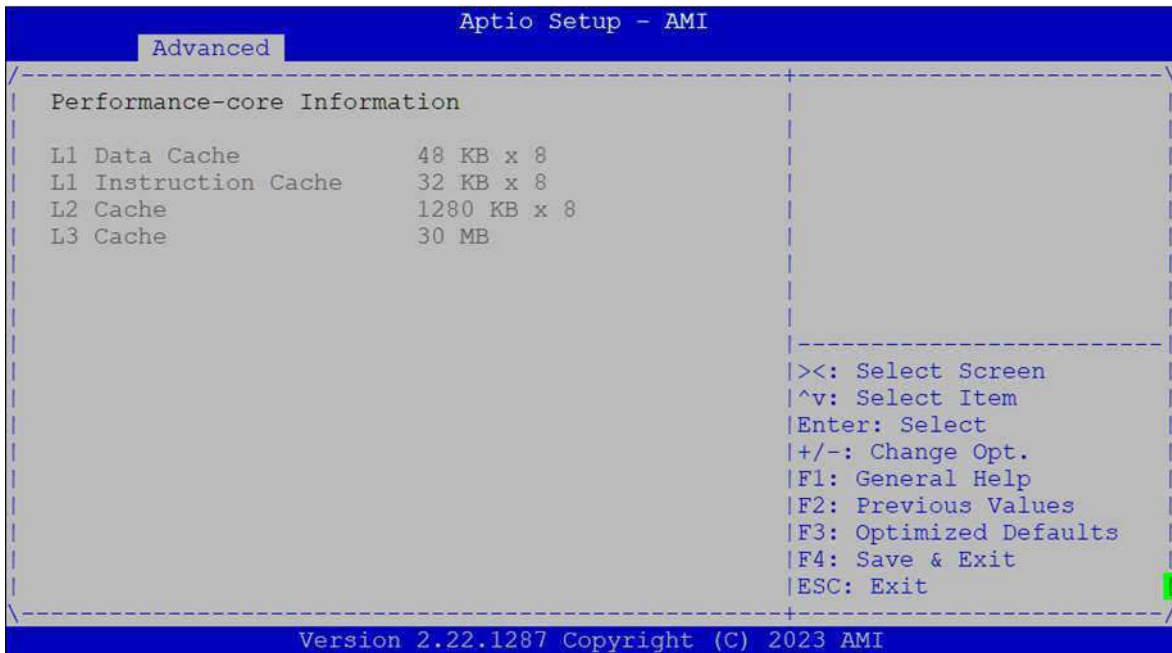 Aptio Setup - AMI
Advanced
Performance-core Information
L1 Data Cache 48 KB x 8
L1 Instruction Cache 32 KB x 8
L2 Cache 1280 KB x 8
L3 Cache 30 MB
><: Select Screen
^v: Select Item
Enter: Select
+/-: Change Opt.
F1: General Help
F2: Previous Values
F3: Optimized Defaults
F4: Save & Exit
ESC: Exit
Version 2.22.1287 Copyright (C) 2023 AMI